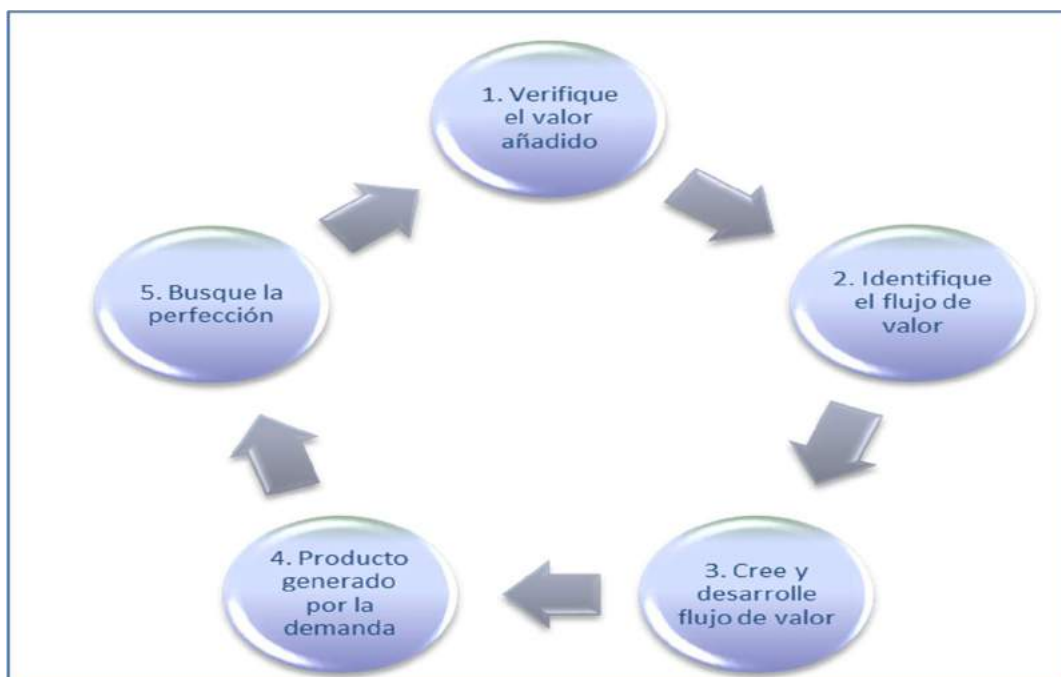 1. Verifique
el valor
añadido
2. Identifique
el flujo de
valor
3. Cree y
desarrolle
flujo de valor
4. Producto
generado
por la
demanda
5. Busque la
perfección